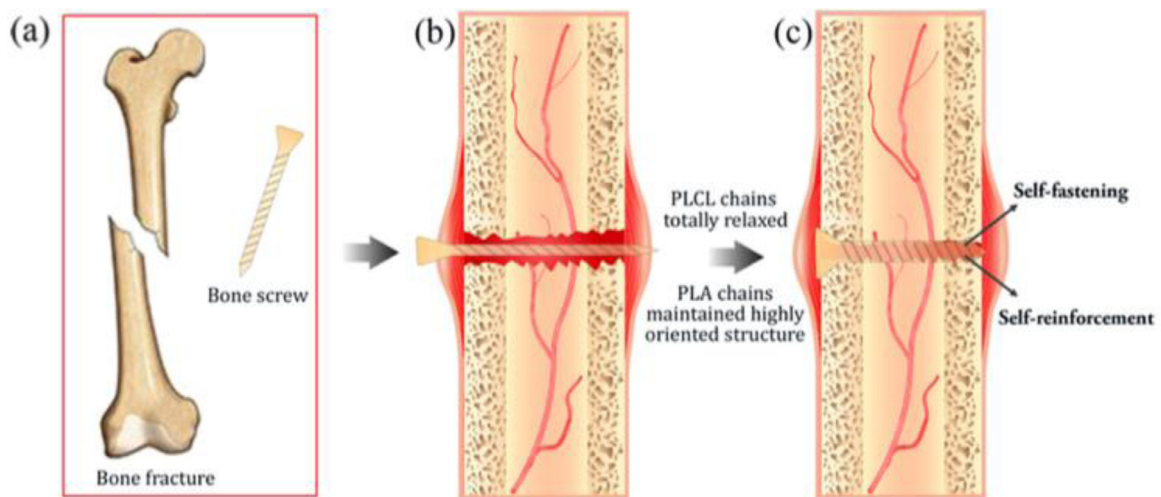 (a)
Bone screw
Bone fracture
(b)
PLCL chains
totally relaxed
PLA chains
maintained highly
oriented structure
(c)
Self-fastening
Self-reinforcement